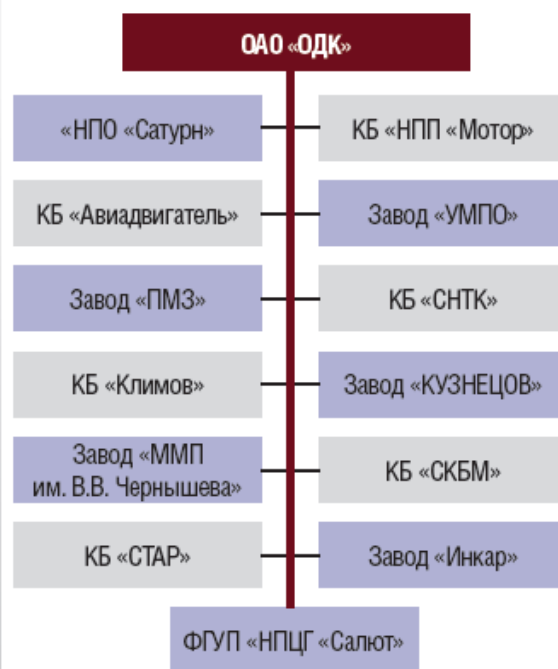 ОАО «ОДК»
«НПО «Сатурн»
КБ «НПП «Мотор»
КБ «Авиадвигатель»
Завод «УМПО»
Завод «ПМЗ»
КБ «СНТК»
КБ «Климов»
Завод «КУЗНЕЦОВ»
Завод «ММП
им. В.В. Чернышева»
КБ «СКБМ»
КБ «СТАР»
Завод «Инкар»
ФГУП «НПЦГ «Салют»